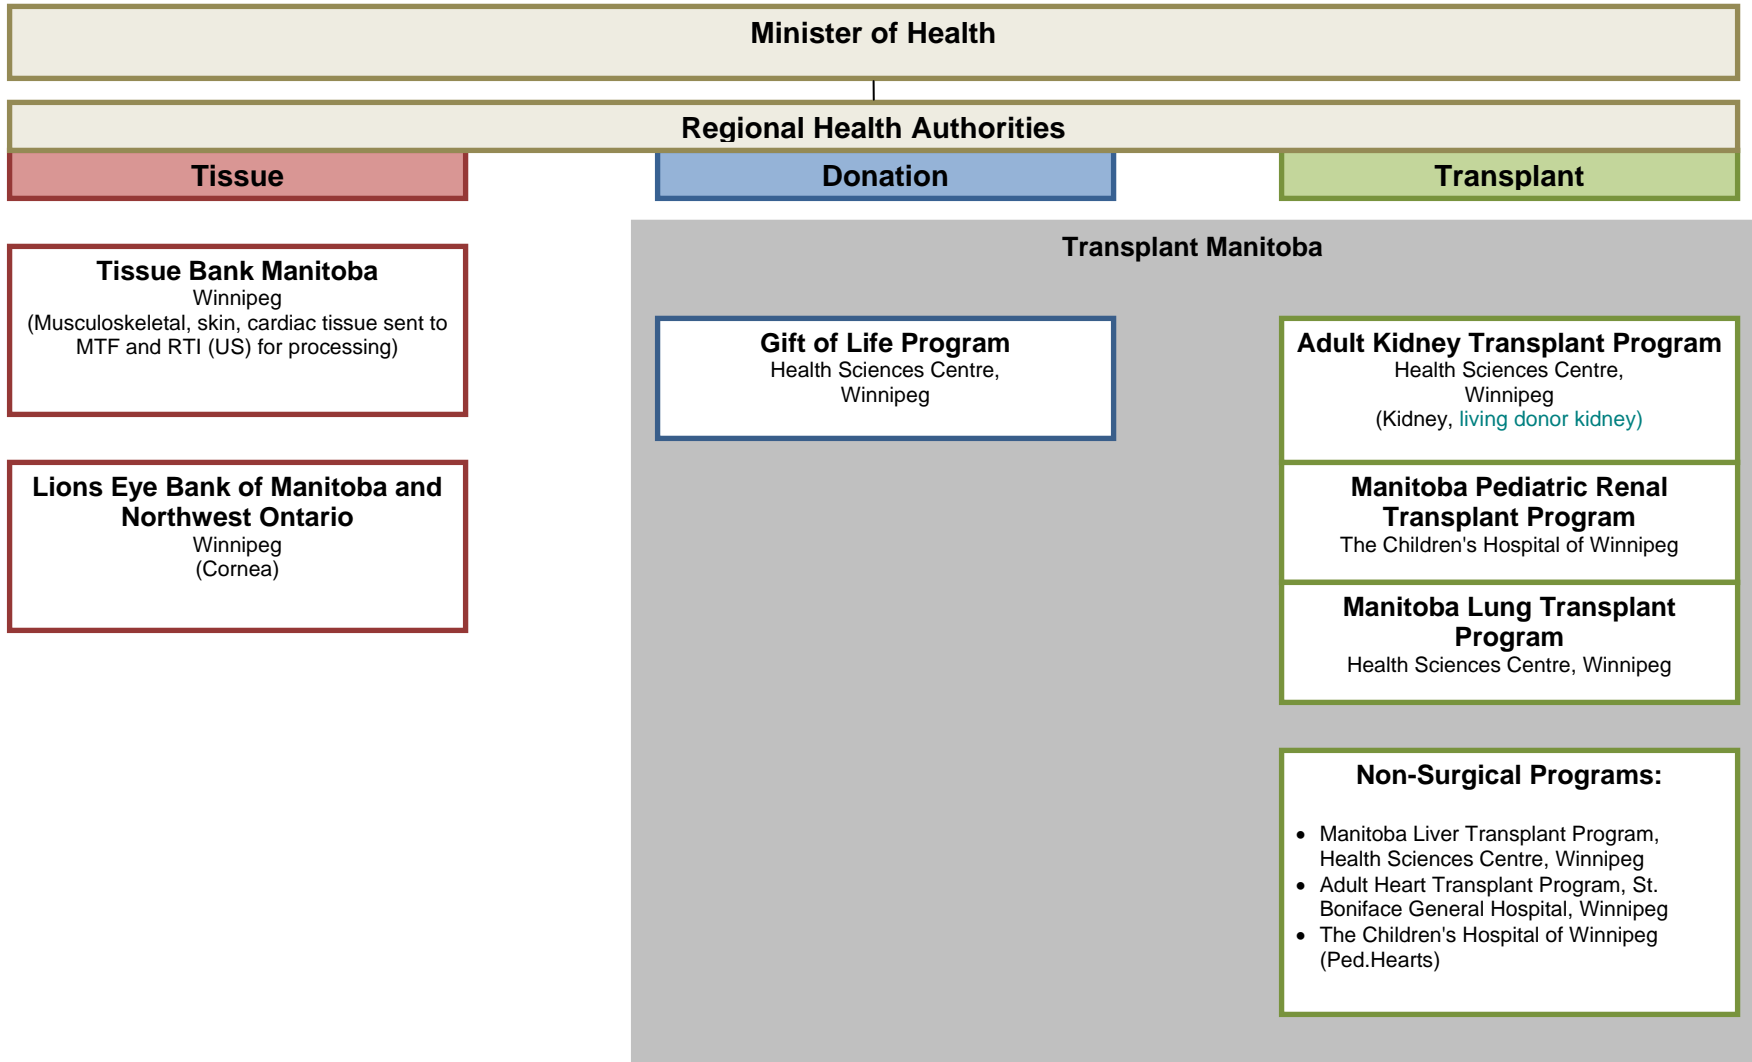 Minister of Health
Regional Health Authorities
Tissue
Donation
Transplant
Transplant Manitoba
Tissue Bank Manitoba
Winnipeg
(Musculoskeletal, skin, cardiac tissue sent to
MTF and RTI (US) for processing)
Lions Eye Bank of Manitoba and
Northwest Ontario
Winnipeg
(Cornea)
Gift of Life Program
Health Sciences Centre,
Winnipeg
Adult Kidney Transplant Program
Health Sciences Centre,
Winnipeg
(Kidney, living donor kidney)
Manitoba Pediatric Renal
Transplant Program
The Children's Hospital of Winnipeg
Manitoba Lung Transplant
Program
Health Sciences Centre, Winnipeg
Non-Surgical Programs:
• Manitoba Liver Transplant Program,
Health Sciences Centre, Winnipeg
• Adult Heart Transplant Program, St.
Boniface General Hospital, Winnipeg
• The Children's Hospital of Winnipeg
(Ped.Hearts)